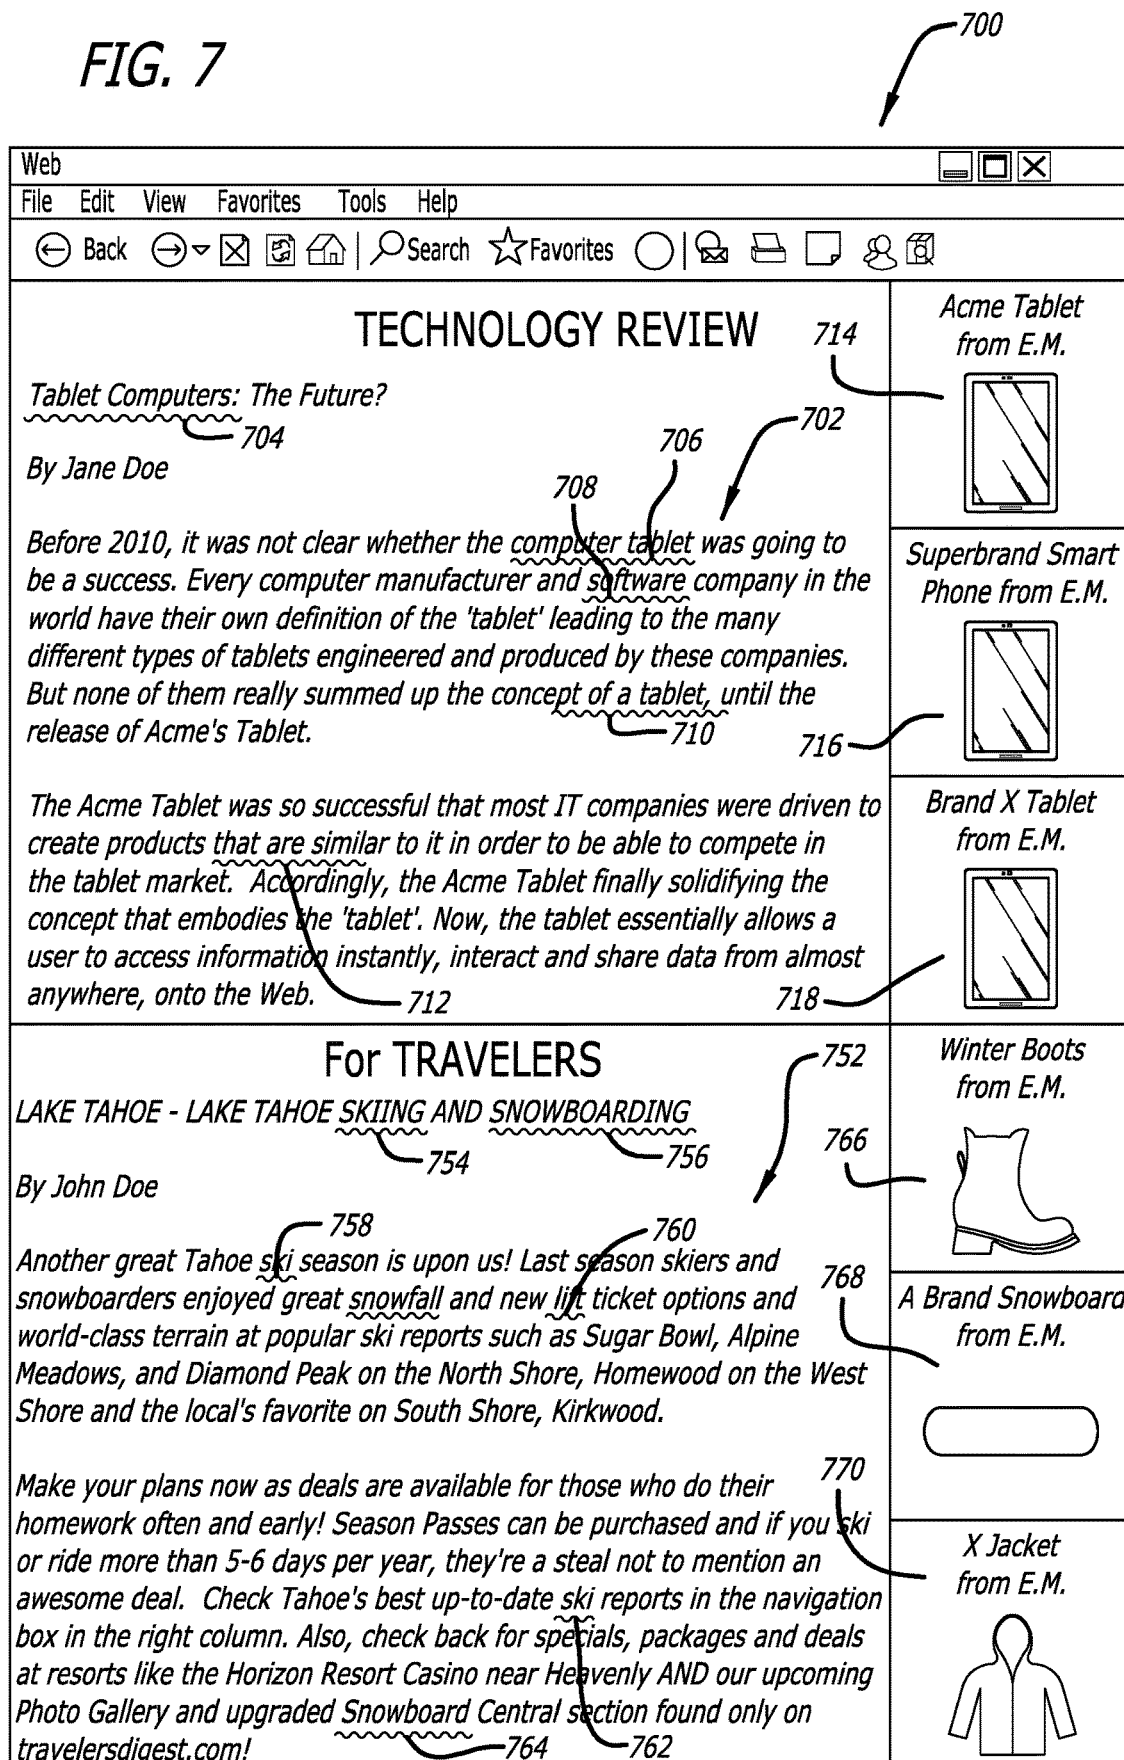 FIG. 7
700
Web
File Edit View Favorites Tools Help
Back Search Favorites
TECHNOLOGY REVIEW
Tablet Computers: The Future?
704
702
By Jane Doe
706
708
Before 2010, it was not clear whether the computer tablet was going to
be a success. Every computer manufacturer and software company in the
world have their own definition of the 'tablet' leading to the many
different types of tablets engineered and produced by these companies.
But none of them really summed up the concept of a tablet, until the
release of Acme's Tablet.
710
The Acme Tablet was so successful that most IT companies were driven to
create products that are similar to it in order to be able to compete in
the tablet market. Accordingly, the Acme Tablet finally solidifying the
concept that embodies the 'tablet'. Now, the tablet essentially allows a
user to access information instantly, interact and share data from almost
anywhere, onto the Web.
712
Acme Tablet
from E.M.
714
Superbrand Smart
Phone from E.M.
716
Brand X Tablet
from E.M.
718
For TRAVELERS
752
LAKE TAHOE - LAKE TAHOE SKIING AND SNOWBOARDING
754
756
By John Doe
758
760
Another great Tahoe ski season is upon us! Last season skiers and
snowboarders enjoyed great snowfall and new lift ticket options and
world-class terrain at popular ski reports such as Sugar Bowl, Alpine
Meadows, and Diamond Peak on the North Shore, Homewood on the West
Shore and the local's favorite on South Shore, Kirkwood.
Make your plans now as deals are available for those who do their
homework often and early! Season Passes can be purchased and if you ski
or ride more than 5-6 days per year, they're a steal not to mention an
awesome deal. Check Tahoe's best up-to-date ski reports in the navigation
box in the right column. Also, check back for specials, packages and deals
at resorts like the Horizon Resort Casino near Heavenly AND our upcoming
Photo Gallery and upgraded Snowboard Central section found only on
travelersdigest.com!
764
762
Winter Boots
from E.M.
766
768
A Brand Snowboard
from E.M.
770
X Jacket
from E.M.